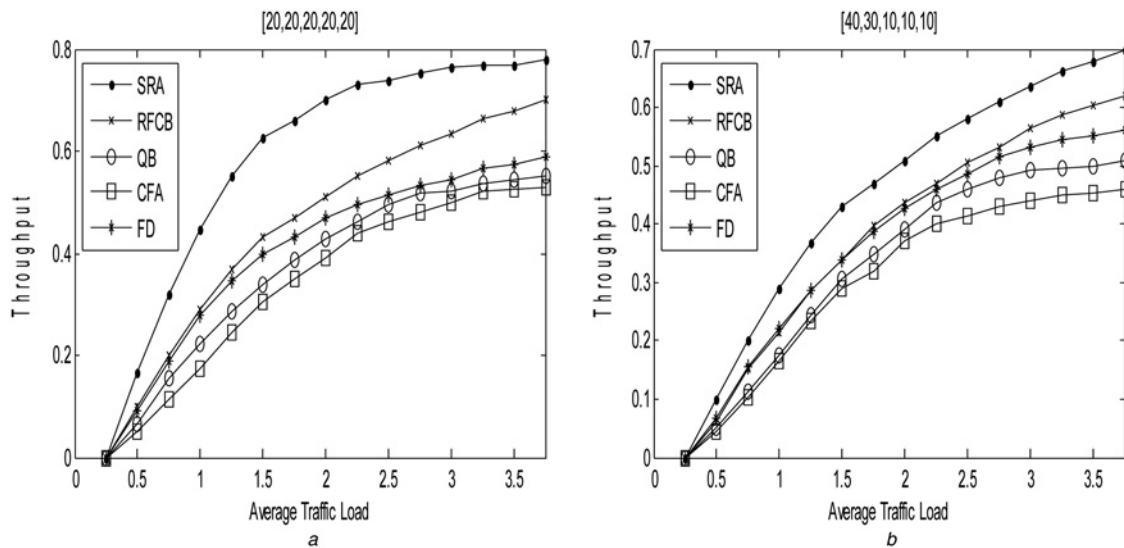 [20,20,20,20,20]
0.8
0.6
0.4
0.2
0
Throughput
SRA
RFCB
QB
CFA
FD
0 0.5 1 1.5 2 2.5 3 3.5
Average Traffic Load
a
[40,30,10,10,10]
0.7
0.6
0.5
0.4
0.3
0.2
0.1
0
Throughput
SRA
RFCB
QB
CFA
FD
0 0.5 1 1.5 2 2.5 3 3.5
Average Traffic Load
b